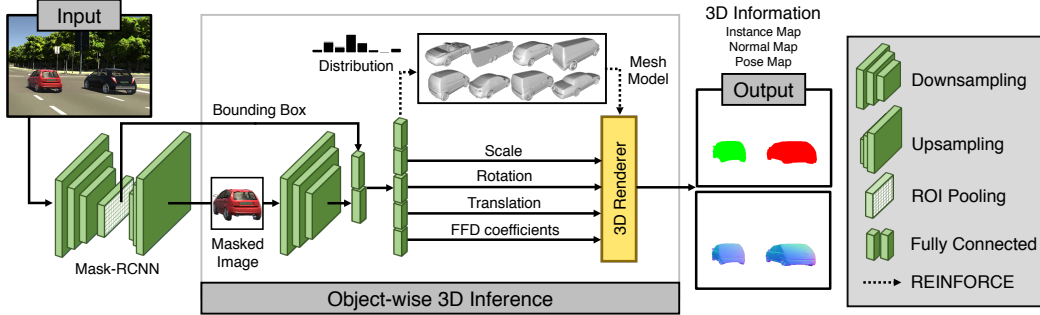 Input
Mask-RCNN
Bounding Box
Masked
Image
Distribution
Mesh
Model
Scale
Rotation
Translation
FFD coefficients
3D Renderer
Object-wise 3D Inference
3D Information
Instance Map
Normal Map
Pose Map
Output
Downsampling
Upsampling
ROI Pooling
Fully Connected
REINFORCE